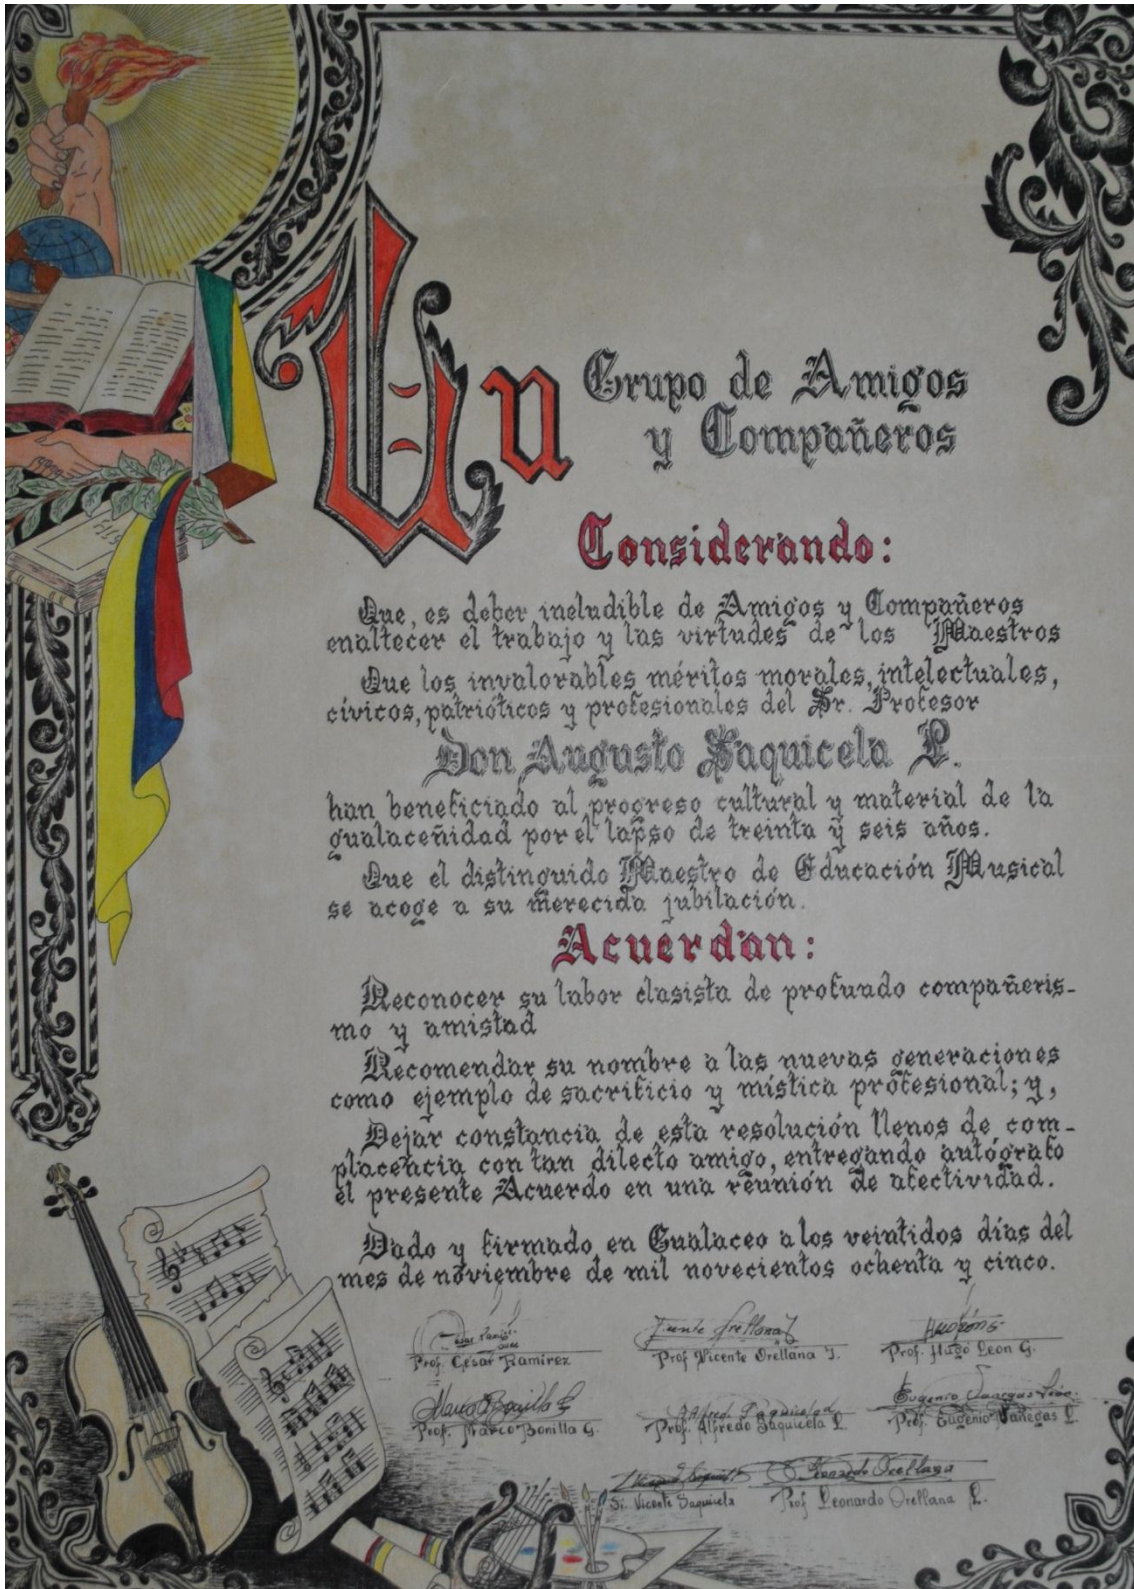 Un Grupo de Amigos
y Compañeros
Considerando:
Que, es deber ineludible de Amigos y Compañeros
enaltecer el trabajo y las virtudes de los Maestros
Que los invalorables méritos morales, intelectuales,
cívicos, patrióticos y profesionales del Sr. Profesor
Don Augusto Saquicela P.
han beneficiado al progreso cultural y material de la
gualaceñidad por el lapso de treinta y seis años.
Que el distinguido Maestro de Educación Musical
se acoge a su merecida jubilación.
Acuerdan:
Reconocer su labor clasista de profundo compañeris-
mo y amistad
Recomendar su nombre a las nuevas generaciones
como ejemplo de sacrificio y mística profesional; y,
Dejar constancia de esta resolución llenos de com-
placencia con tan dilecto amigo, entregando autógrafo
el presente Acuerdo en una reunión de afectividad.
Dado y firmado en Gualaceo a los veintidos días del
mes de noviembre de mil novecientos ochenta y cinco.
Prof. César Ramírez Prof. Vicente Orellana J. Prof. Hugo León G.
Marco Bonilla G Eugenio Vanegas León
Prof. Marco Bonilla G. Prof. Alfredo Saquicela P. Prof. Eugenio Vanegas L.
Leonardo Orellana
Sr. Vicente Saquicela Prof Leonardo Orellana L.